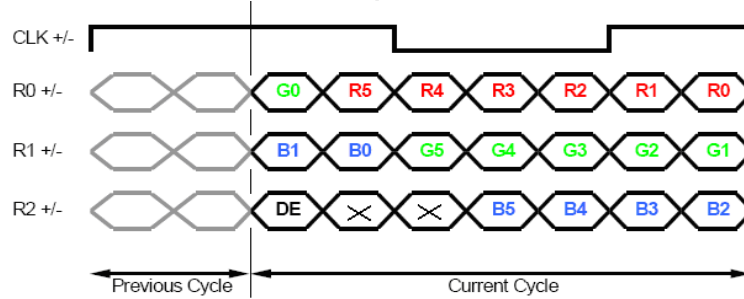 CLK +/-
R0 +/- G0 R5 R4 R3 R2 R1 R0
R1 +/- B1 B0 G5 G4 G3 G2 G1
R2 +/- DE X X B5 B4 B3 B2
Previous Cycle Current Cycle